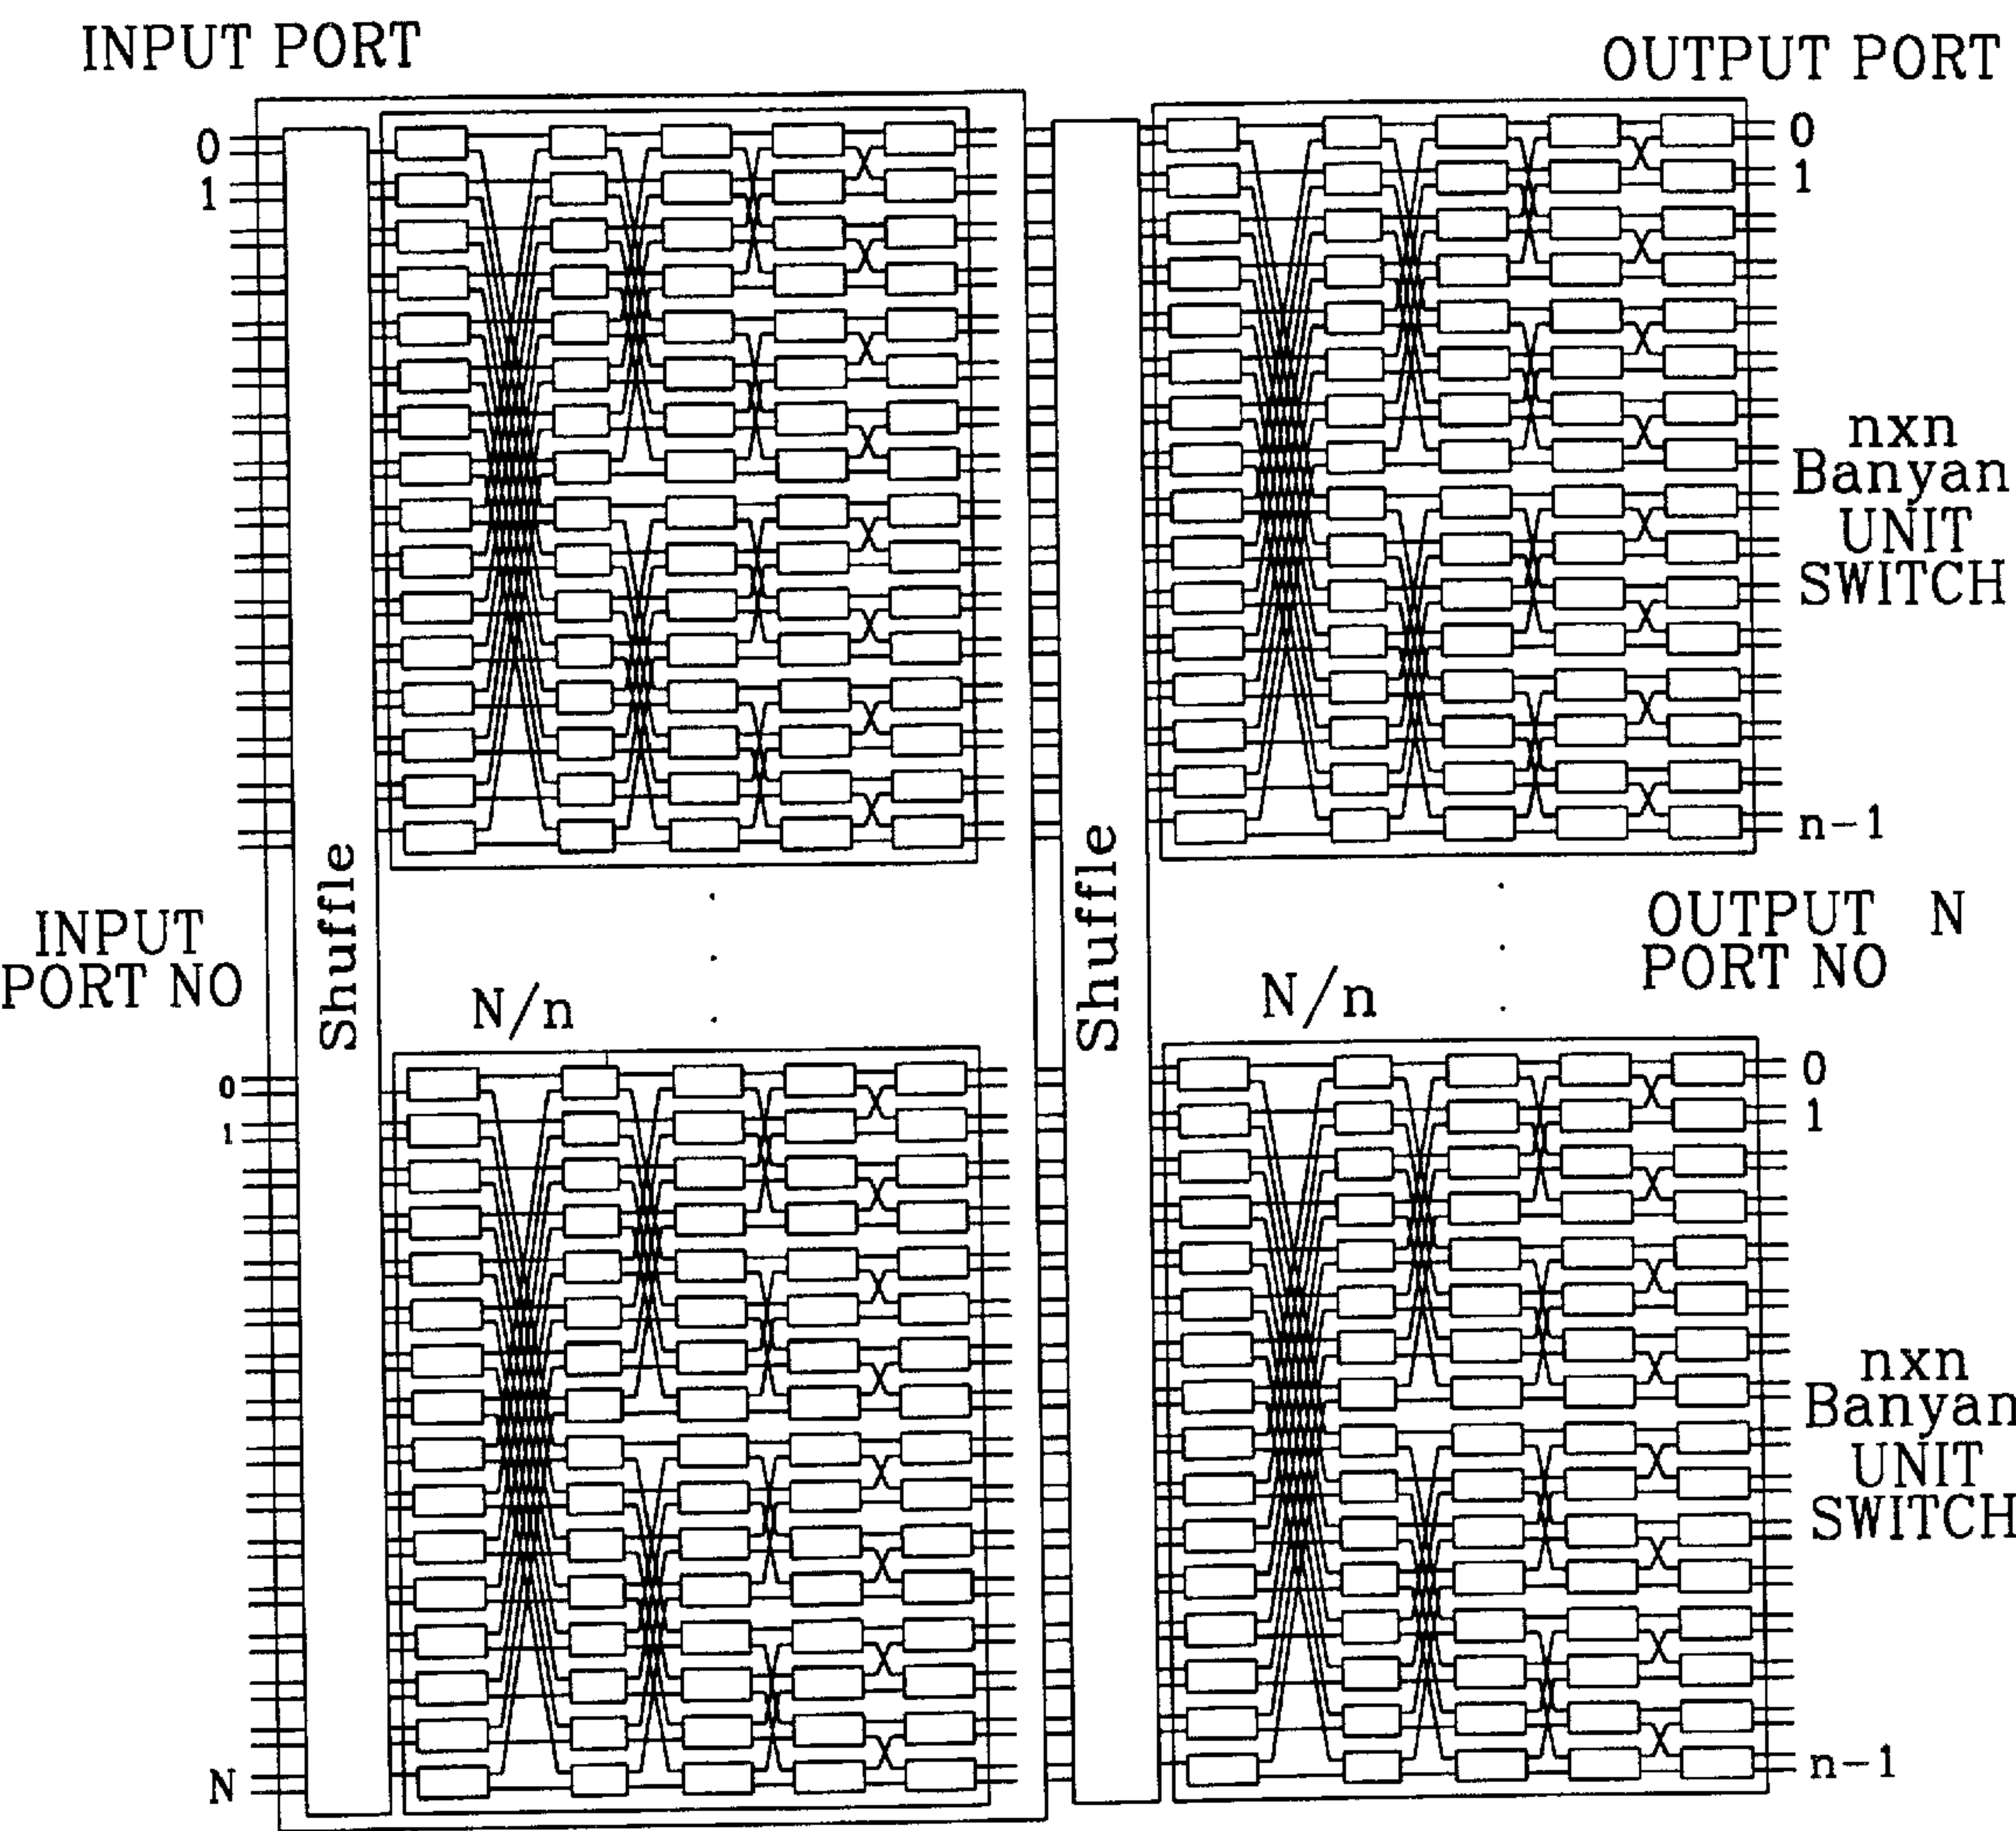 INPUT PORT
OUTPUT PORT
0
1
0
1
nxn
Banyan
UNIT
SWITCH
n-1
Shuffle
Shuffle
INPUT
PORT NO
OUTPUT N
PORT NO
N/n
N/n
0
1
0
1
nxn
Banyan
UNIT
SWITCH
N
n-1